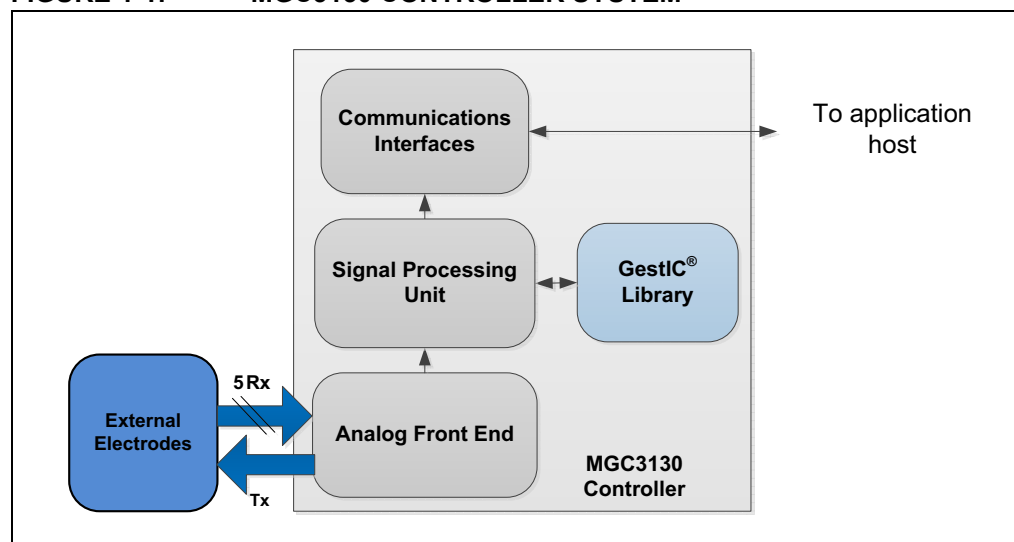 Communications
Interfaces
To application
host
Signal Processing
Unit
GestIC®
Library
5 Rx
External
Electrodes
Analog Front End
Tx
MGC3130
Controller